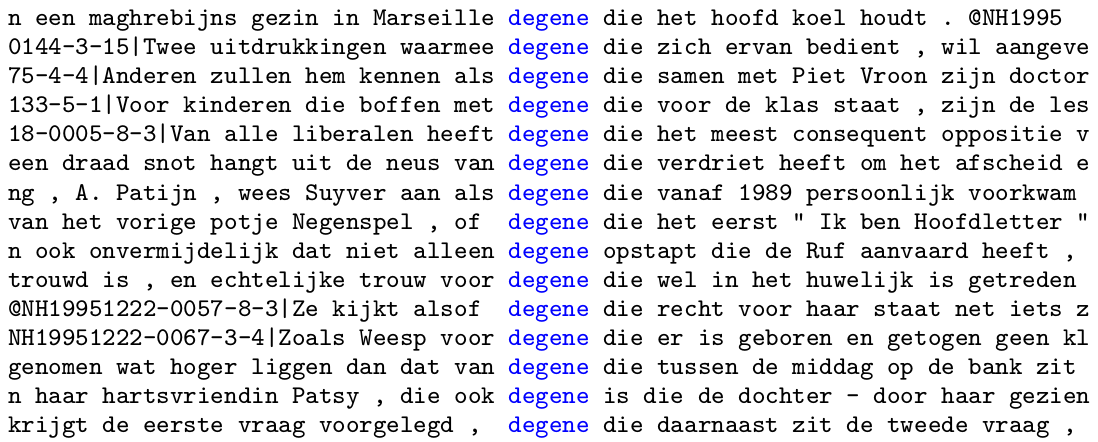 n een maghrebijns gezin in Marseille degene die het hoofd koel houdt . @NH1995
0144-3-15|Twee uitdrukkingen waarmee degene die zich ervan bedient , wil aangeve
75-4-4|Anderen zullen hem kennen als degene die samen met Piet Vroon zijn doctor
133-5-1|Voor kinderen die boffen met degene die voor de klas staat , zijn de les
18-0005-8-3|Van alle liberalen heeft degene die het meest consequent oppositie v
een draad snot hangt uit de neus van degene die verdriet heeft om het afscheid e
ng , A. Patijn , wees Suyver aan als degene die vanaf 1989 persoonlijk voorkwam
van het vorige potje Negenspel , of degene die het eerst " Ik ben Hoofdletter "
n ook onvermijdelijk dat niet alleen degene opstapt die de Ruf aanvaard heeft ,
trouwd is , en echtelijke trouw voor degene die wel in het huwelijk is getreden
@NH19951222-0057-8-3|Ze kijkt alsof degene die recht voor haar staat net iets z
NH19951222-0067-3-4|Zoals Weesp voor degene die er is geboren en getogen geen kl
genomen wat hoger liggen dan dat van degene die tussen de middag op de bank zit
n haar hartsvriendin Patsy , die ook degene is die de dochter - door haar gezien
krijgt de eerste vraag voorgelegd , degene die daarnaast zit de tweede vraag ,